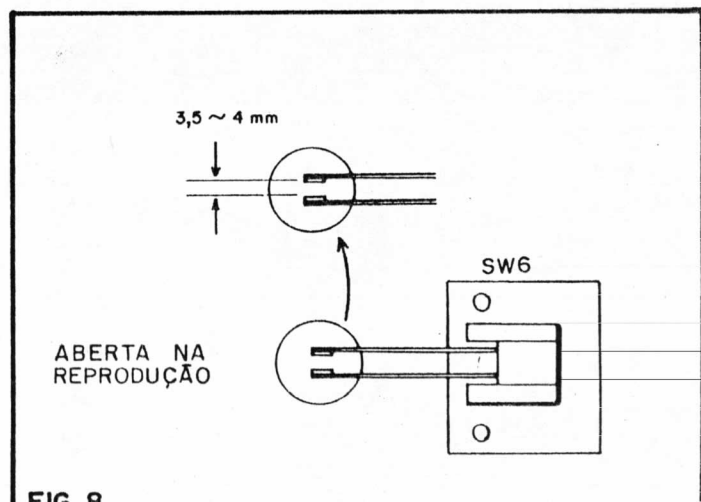 3,5 ~ 4 mm
SW6
ABERTA NA
REPRODUÇÃO
FIG. 8